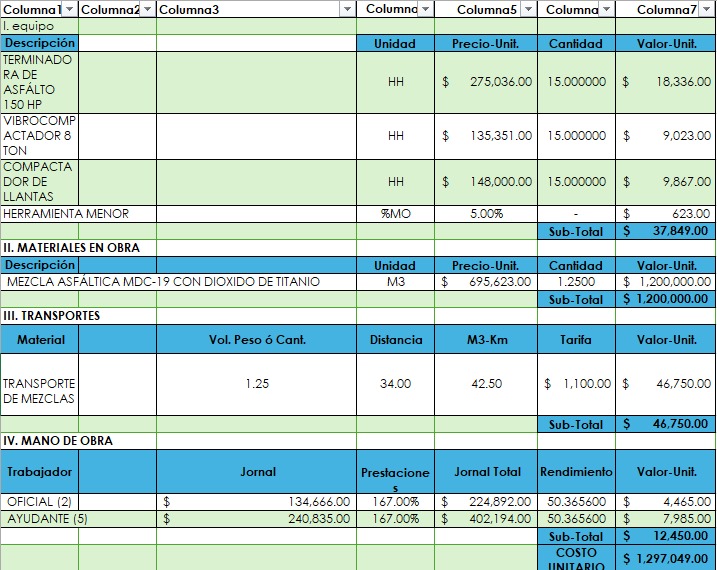 Columna1 Columna2 Columna3 Columna Columna5 Columna Columna7
I. equipo
Descripción Unidad Precio-Unit. Cantidad Valor-Unit.
TERMINADO
RA DE
ASFÁLTO
150 HP
HH $ 275,036.00 15.000000 $ 18,336.00
VIBROCOMP
ACTADOR 8
TON
HH $ 135,351.00 15.000000 $ 9,023.00
COMPACTA
DOR DE
LLANTAS
HH $ 148,000.00 15.000000 $ 9,867.00
HERRAMIENTA MENOR %MO 5.00% - $ 623.00
Sub-Total $ 37,849.00
II. MATERIALES EN OBRA
Descripción Unidad Precio-Unit. Cantidad Valor-Unit.
MEZCLA ASFÁLTICA MDC-19 CON DIOXIDO DE TITANIO M3 $ 695,623.00 1.2500 $ 1,200,000.00
Sub-Total $ 1,200,000.00
III. TRANSPORTES
Material Vol. Peso ó Cant. Distancia M3-Km Tarifa Valor-Unit.
TRANSPORTE
DE MEZCLAS
1.25 34.00 42.50 $ 1,100.00 $ 46,750.00
Sub-Total $ 46,750.00
IV. MANO DE OBRA
Trabajador Jornal Prestacione
s
Jornal Total Rendimiento Valor-Unit.
OFICIAL (2) $ 134,666.00 167.00% $ 224,892.00 50.365600 $ 4,465.00
AYUDANTE (5) $ 240,835.00 167.00% $ 402,194.00 50.365600 $ 7,985.00
Sub-Total $ 12,450.00
COSTO
UNITARIO
$ 1,297,049.00